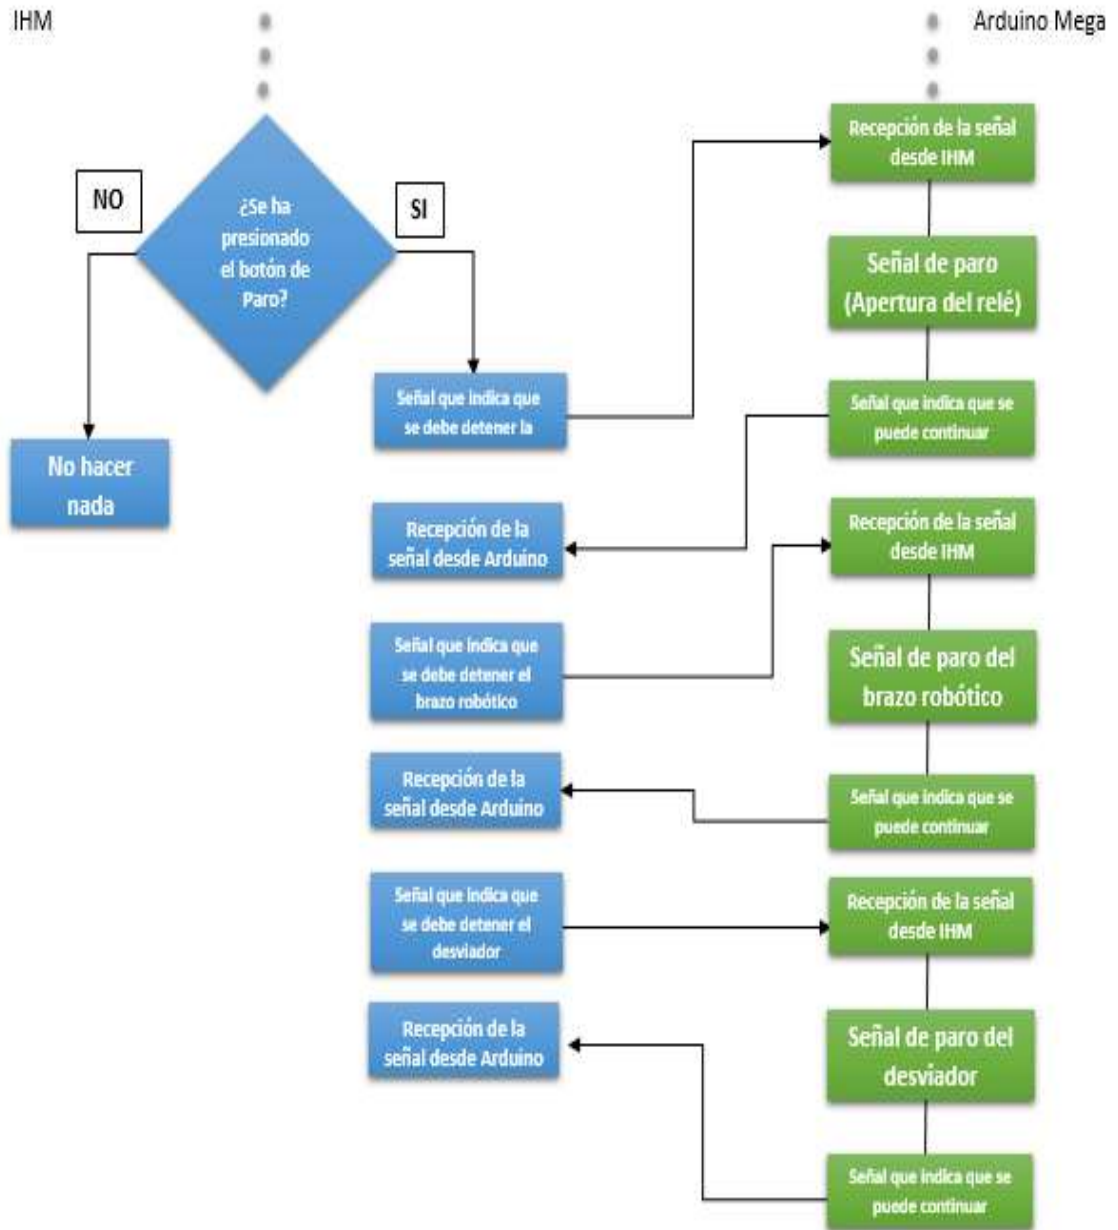 IHM
Arduino Mega
NO
SI
¿Se ha
presionado
el botón de
Paro?
Recepción de la señal
desde IHM
Señal de paro
(Apertura del relé)
Señal que indica que
se debe detener la
Señal que indica que se
puede continuar
No hacer
nada
Recepción de la
señal desde Arduino
Recepción de la señal
desde IHM
Señal que indica que
se debe detener el
brazo robótico
Señal de paro del
brazo robótico
Recepción de la
señal desde Arduino
Señal que indica que se
puede continuar
Señal que indica que
se debe detener el
desviador
Recepción de la señal
desde IHM
Recepción de la
señal desde Arduino
Señal de paro del
desviador
Señal que indica que se
puede continuar